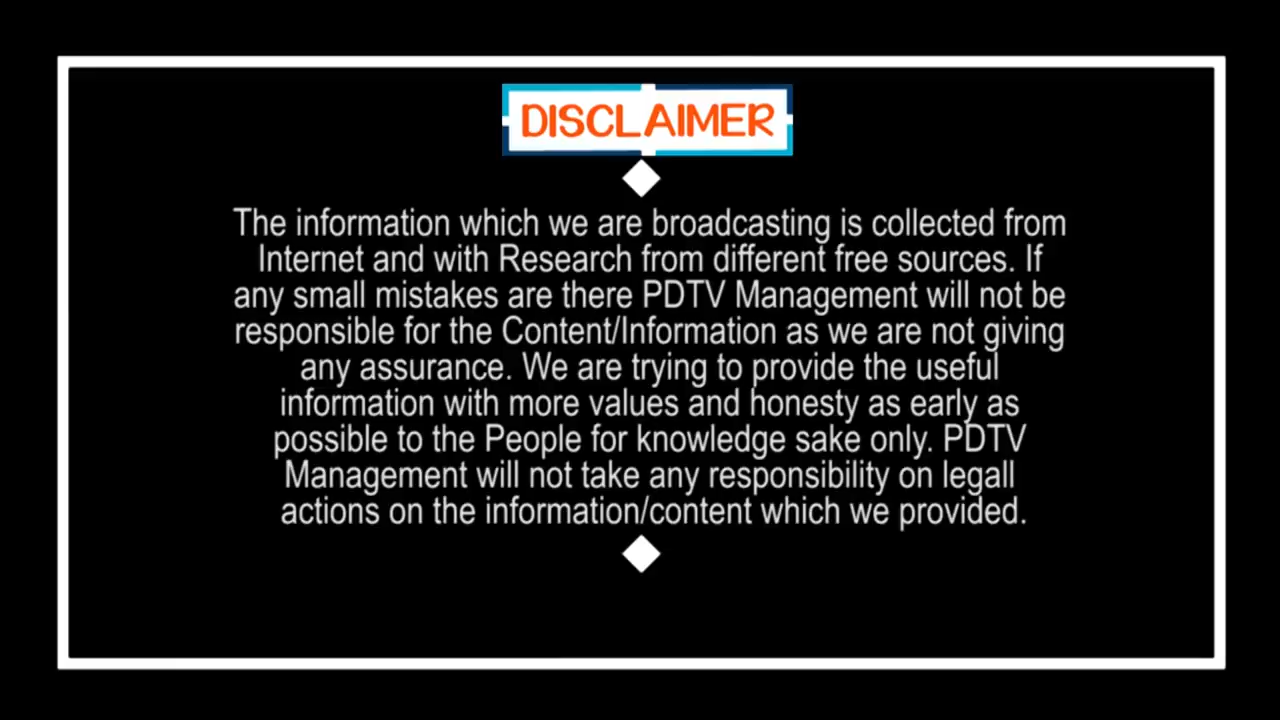 DISCLAIMER
The information which we are broadcasting is collected from
Internet and with Research from different free sources. If
any small mistakes are there PDTV Management will not be
responsible for the Content/Information as we are not giving
any assurance. We are trying to provide the useful
information with more values and honesty as early as
possible to the People for knowledge sake only. PDTV
Management will not take any responsibility on legall
actions on the information/content which we provided.